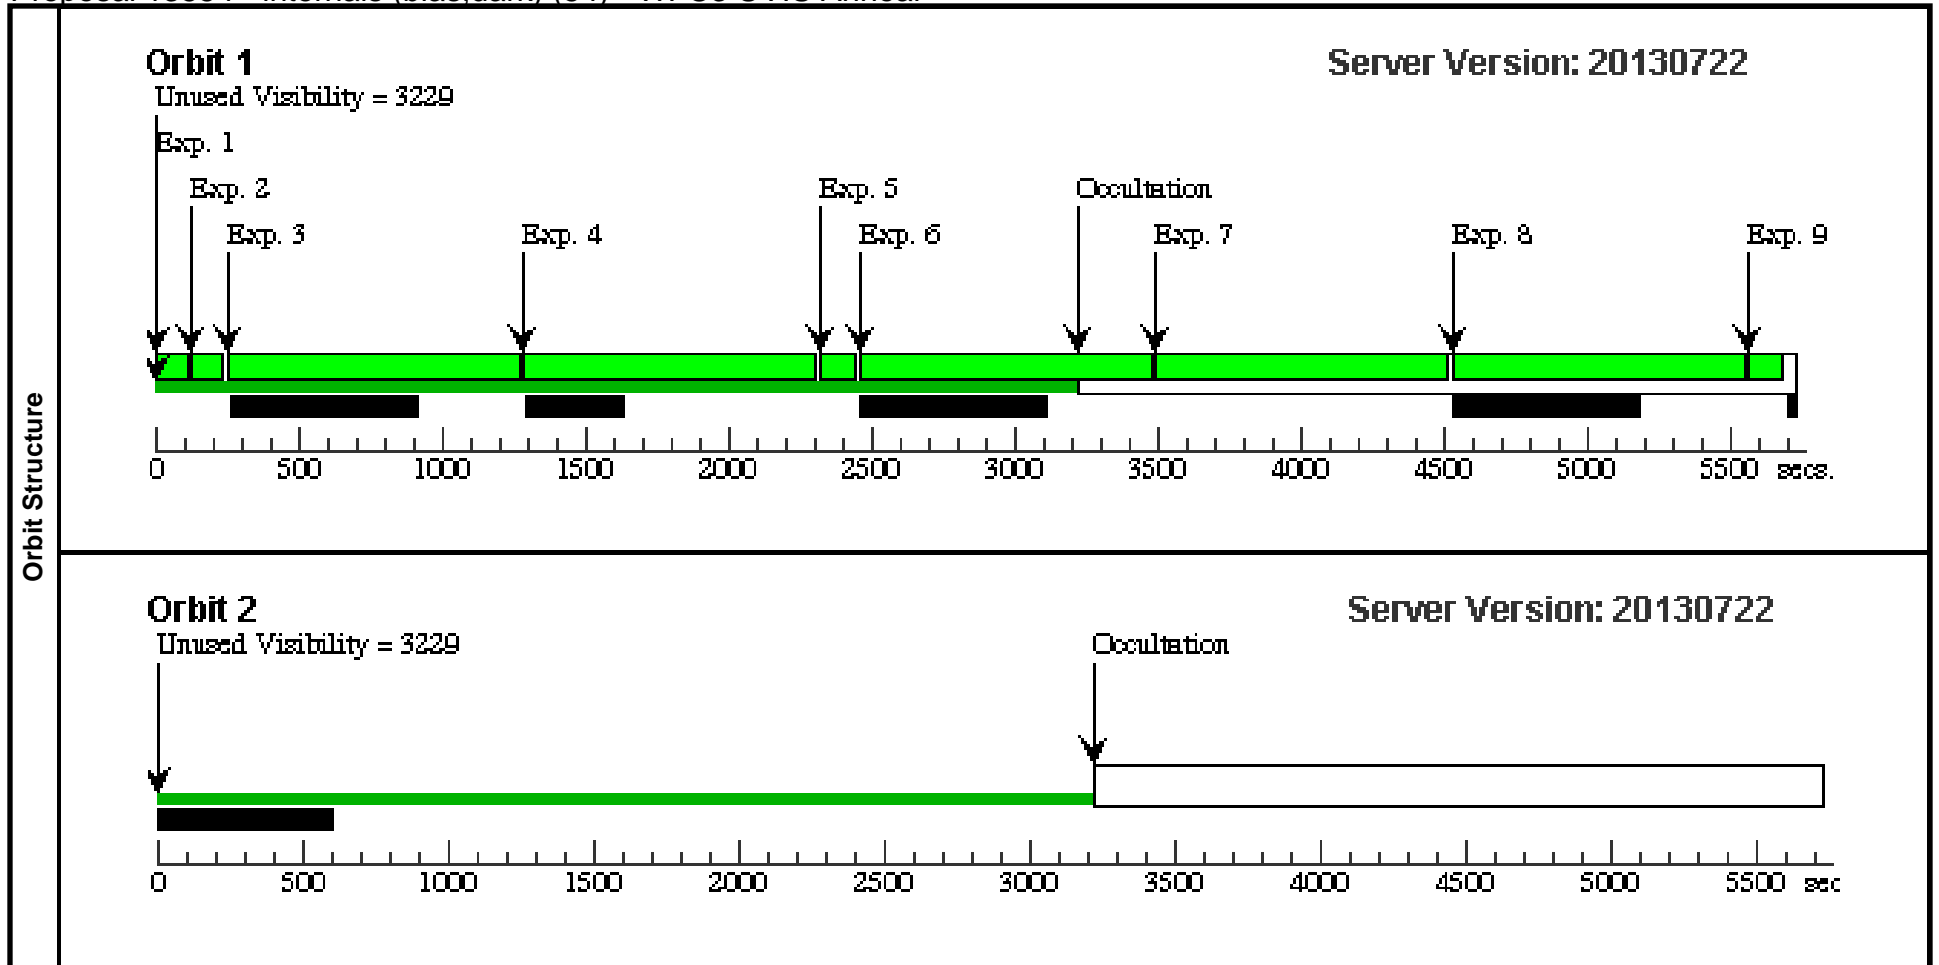 Orbit Structure
Orbit 1
Server Version: 20130722
Unused Visibility = 3229
Exp. 1
Exp. 2
Exp. 5
Occultation
Exp. 3
Exp. 4
Exp. 6
Exp. 7
Exp. 8
Exp. 9
0 500 1000 1500 2000 2500 3000 3500 4000 4500 5000 5500 secs.
Orbit 2
Server Version: 20130722
Unused Visibility = 3229
Occultation
0 500 1000 1500 2000 2500 3000 3500 4000 4500 5000 5500 sec